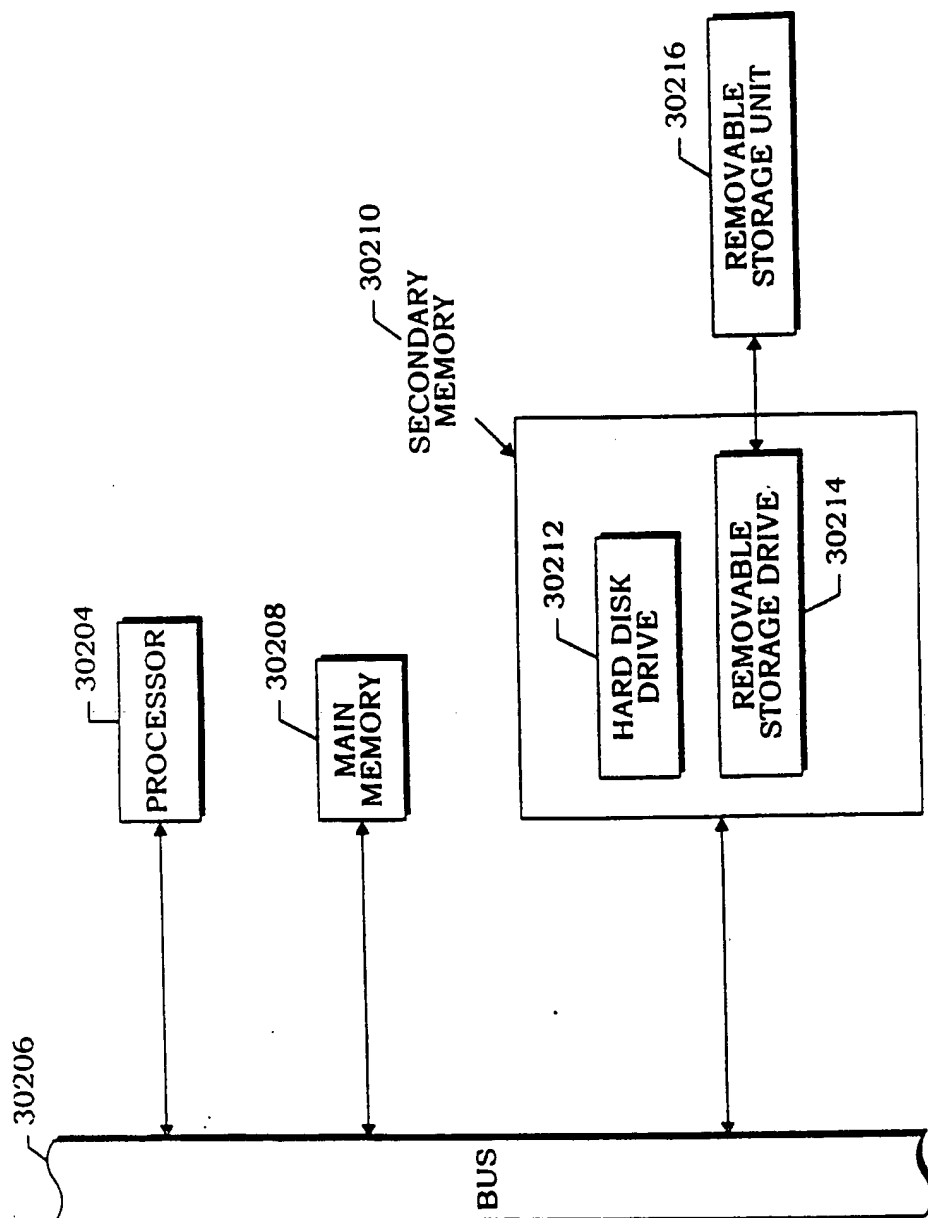 30206
BUS
30204
PROCESSOR
30208
MAIN
MEMORY
30210
SECONDARY
MEMORY
30212
HARD DISK
DRIVE
REMOVABLE
STORAGE DRIVE
30214
30216
REMOVABLE
STORAGE UNIT